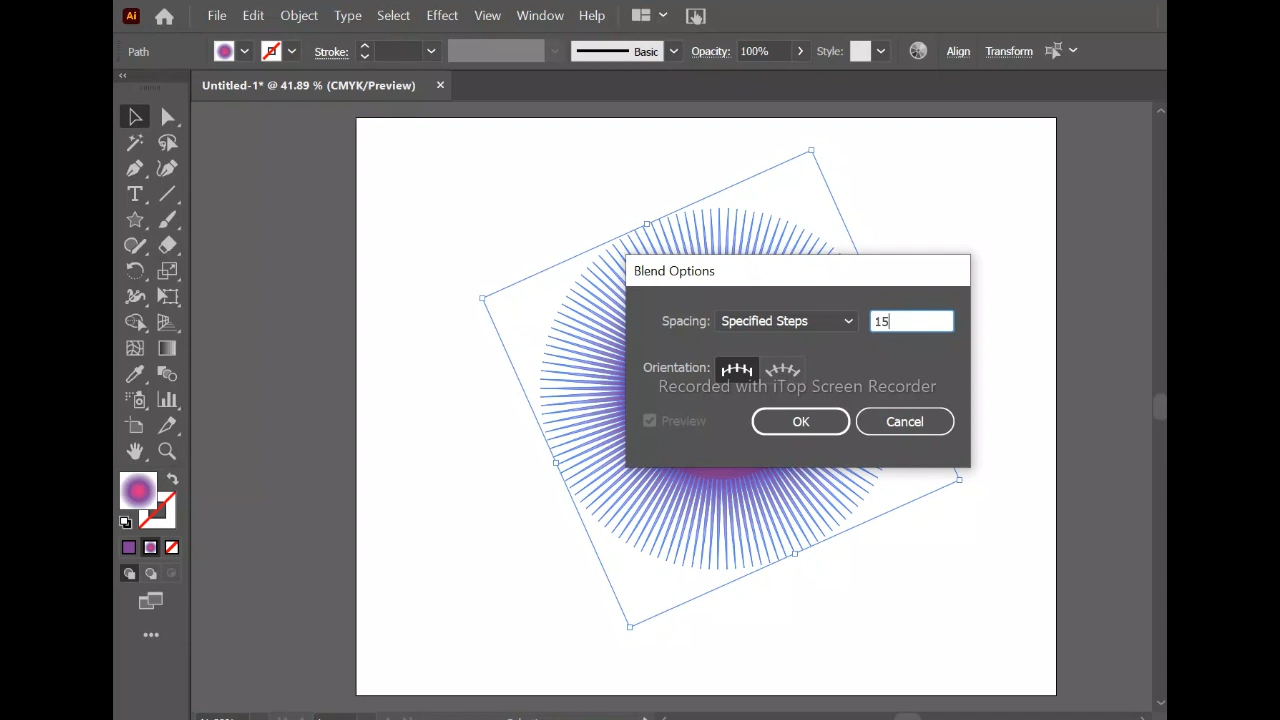 Ai File Edit Object Type Select Effect View Window Help
Path Stroke: Basic Opacity: 100% Style: Align Transform
Untitled-1* @ 41.89 % (CMYK/Preview) ×
Blend Options
Spacing: Specified Steps 15
Orientation:
Recorded with iTop Screen Recorder
Preview OK Cancel